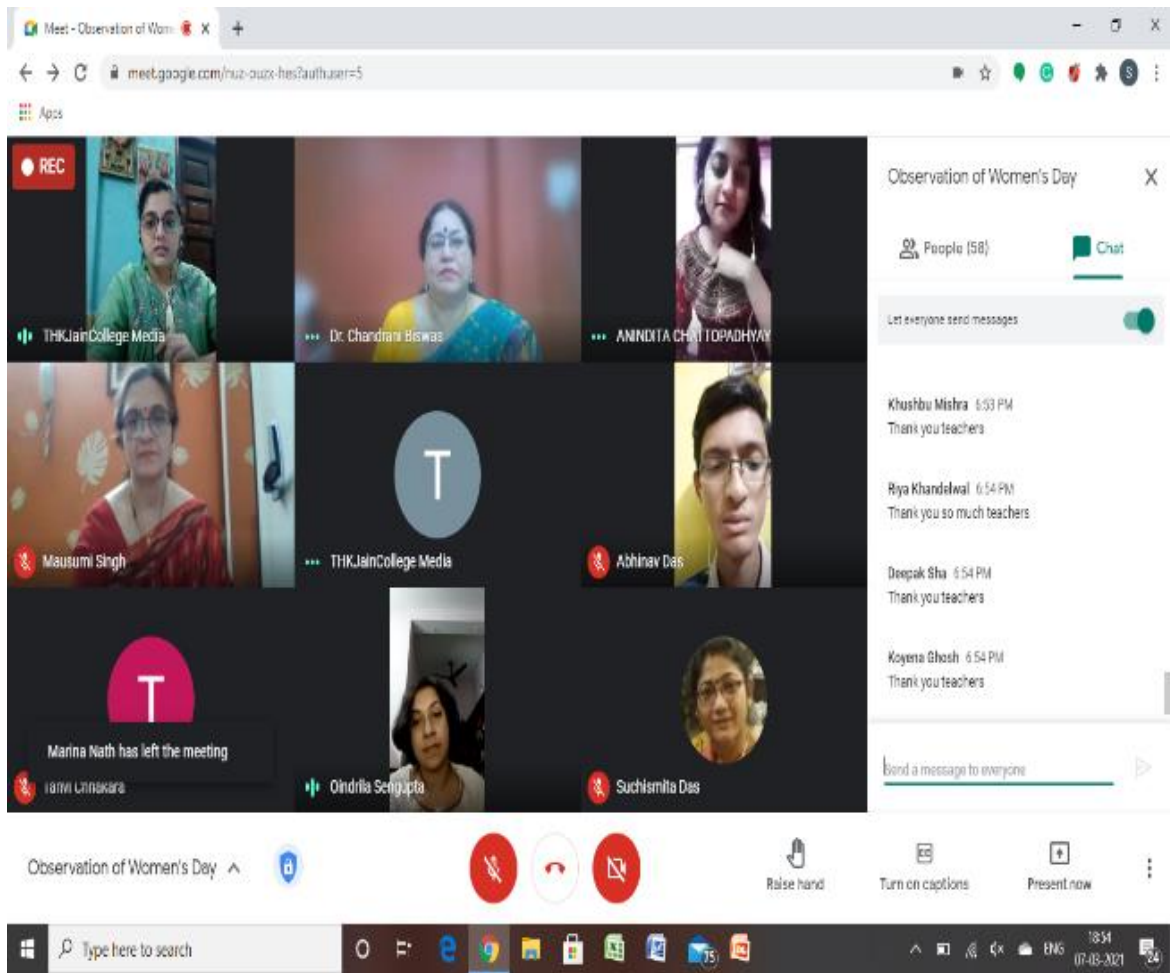 Meet - Observation of Wom
meet.google.com/nuz-ouzx-hes?authuser=5
S
Apps
REC
THKJainCollege Media
Dr. Chandrani Biswas
ANINDITA CHATTOPADHYAY
Mausumi Singh
T
THKJainCollege Media
Abhinav Das
T
Marina Nath has left the meeting
Tanvi Chhakara
Oindrila Sengupta
Suchismita Das
Observation of Women's Day
People (58)
Chat
Let everyone send messages
Khushbu Mishra 6:53 PM
Thank you teachers
Riya Khandelwal 6:54 PM
Thank you so much teachers
Deepak Sha 6:54 PM
Thank you teachers
Koyena Ghosh 6:54 PM
Thank you teachers
Send a message to everyone
Observation of Women's Day
Raise hand
Turn on captions
Present now
Type here to search
75
ENG
18:54
07-03-2021
24